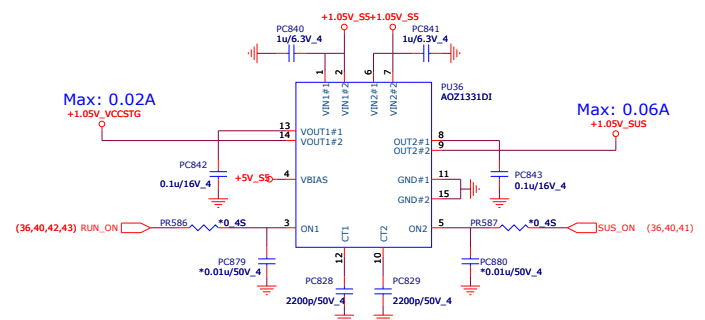 PC840
1u/6.3V_4
+1.05V_S5+1.05V_S5
PC841
1u/6.3V_4
1
2
6
7
PU36
AOZ1331DI
VIN1#1
VIN1#2
VIN2#1
VIN2#2
Max: 0.02A
+1.05V_VCCSTG
Max: 0.06A
+1.05V_SUS
13
14
VOUT1#1
VOUT1#2
OUT2#1
OUT2#2
8
9
PC842
0.1u/16V_4
PC843
0.1u/16V_4
+5V_S5
4
VBIAS
GND#1
11
GND#2
15
(36,40,42,43) RUN_ON
PR586
*0_4S
3
ON1
CT1
CT2
ON2
5
PR587
*0_4S
SUS_ON (36,40,41)
PC879
*0.01u/50V_4
12
10
PC880
*0.01u/50V_4
PC828
2200p/50V_4
PC829
2200p/50V_4